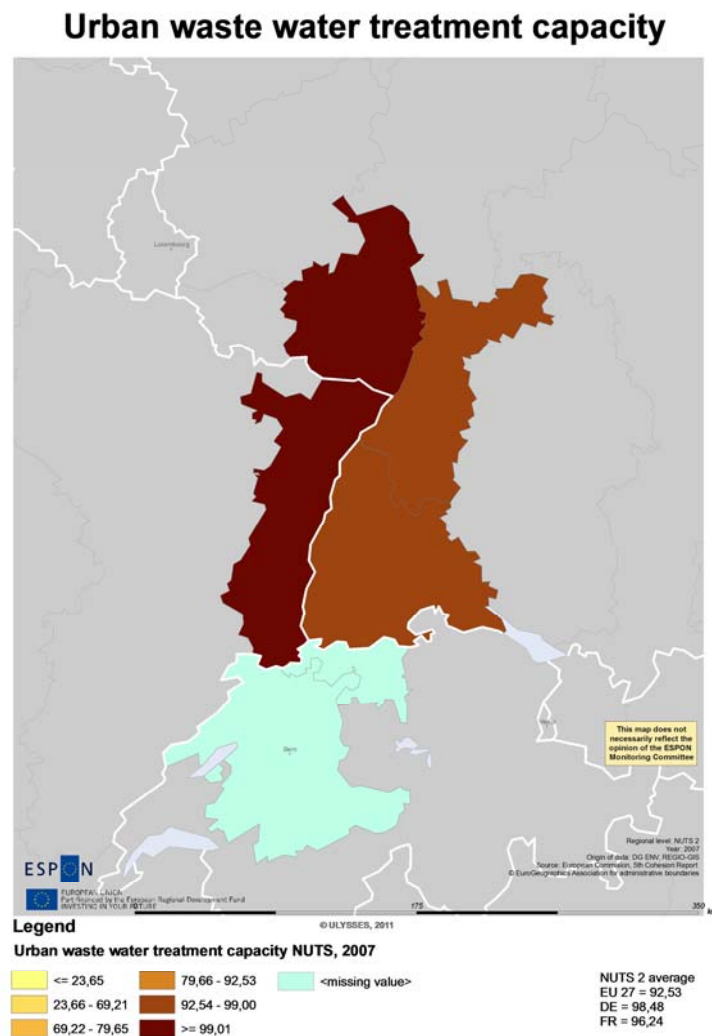 Urban waste water treatment capacity
Luxembourg
Bern
This map does not
necessarily reflect the
opinion of the ESPON
Monitoring Committee
Regional level: NUTS 2
Year: 2007
Origin of data: DG ENV, REGIO-GIS
Source: European Commission, 5th Cohesion Report
© EuroGeographics Association for administrative boundaries
ESPON
EUROPEAN UNION
Part-financed by the European Regional Development Fund
INVESTING IN YOUR FUTURE
0 175 350
Legend
© ULYSSES, 2011
Urban waste water treatment capacity NUTS, 2007
<= 23,65 79,66 - 92,53 <missing value>
23,66 - 69,21 92,54 - 99,00
69,22 - 79,65 >= 99,01
NUTS 2 average
EU 27 = 92,53
DE = 98,48
FR = 96,24